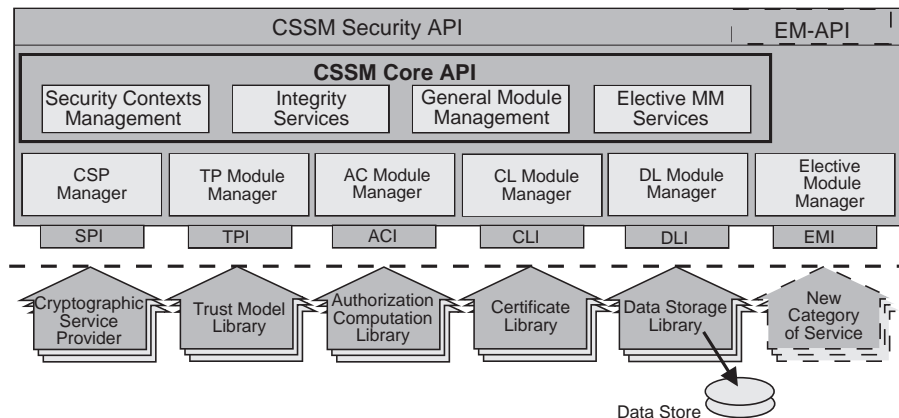 CSSM Security API
EM-API
CSSM Core API
Security Contexts
Management
Integrity
Services
General Module
Management
Elective MM
Services
CSP
Manager
TP Module
Manager
AC Module
Manager
CL Module
Manager
DL Module
Manager
Elective
Module
Manager
SPI
TPI
ACI
CLI
DLI
EMI
Cryptographic
Service
Provider
Trust Model
Library
Authorization
Computation
Library
Certificate
Library
Data Storage
Library
New
Category
of Service
Data Store